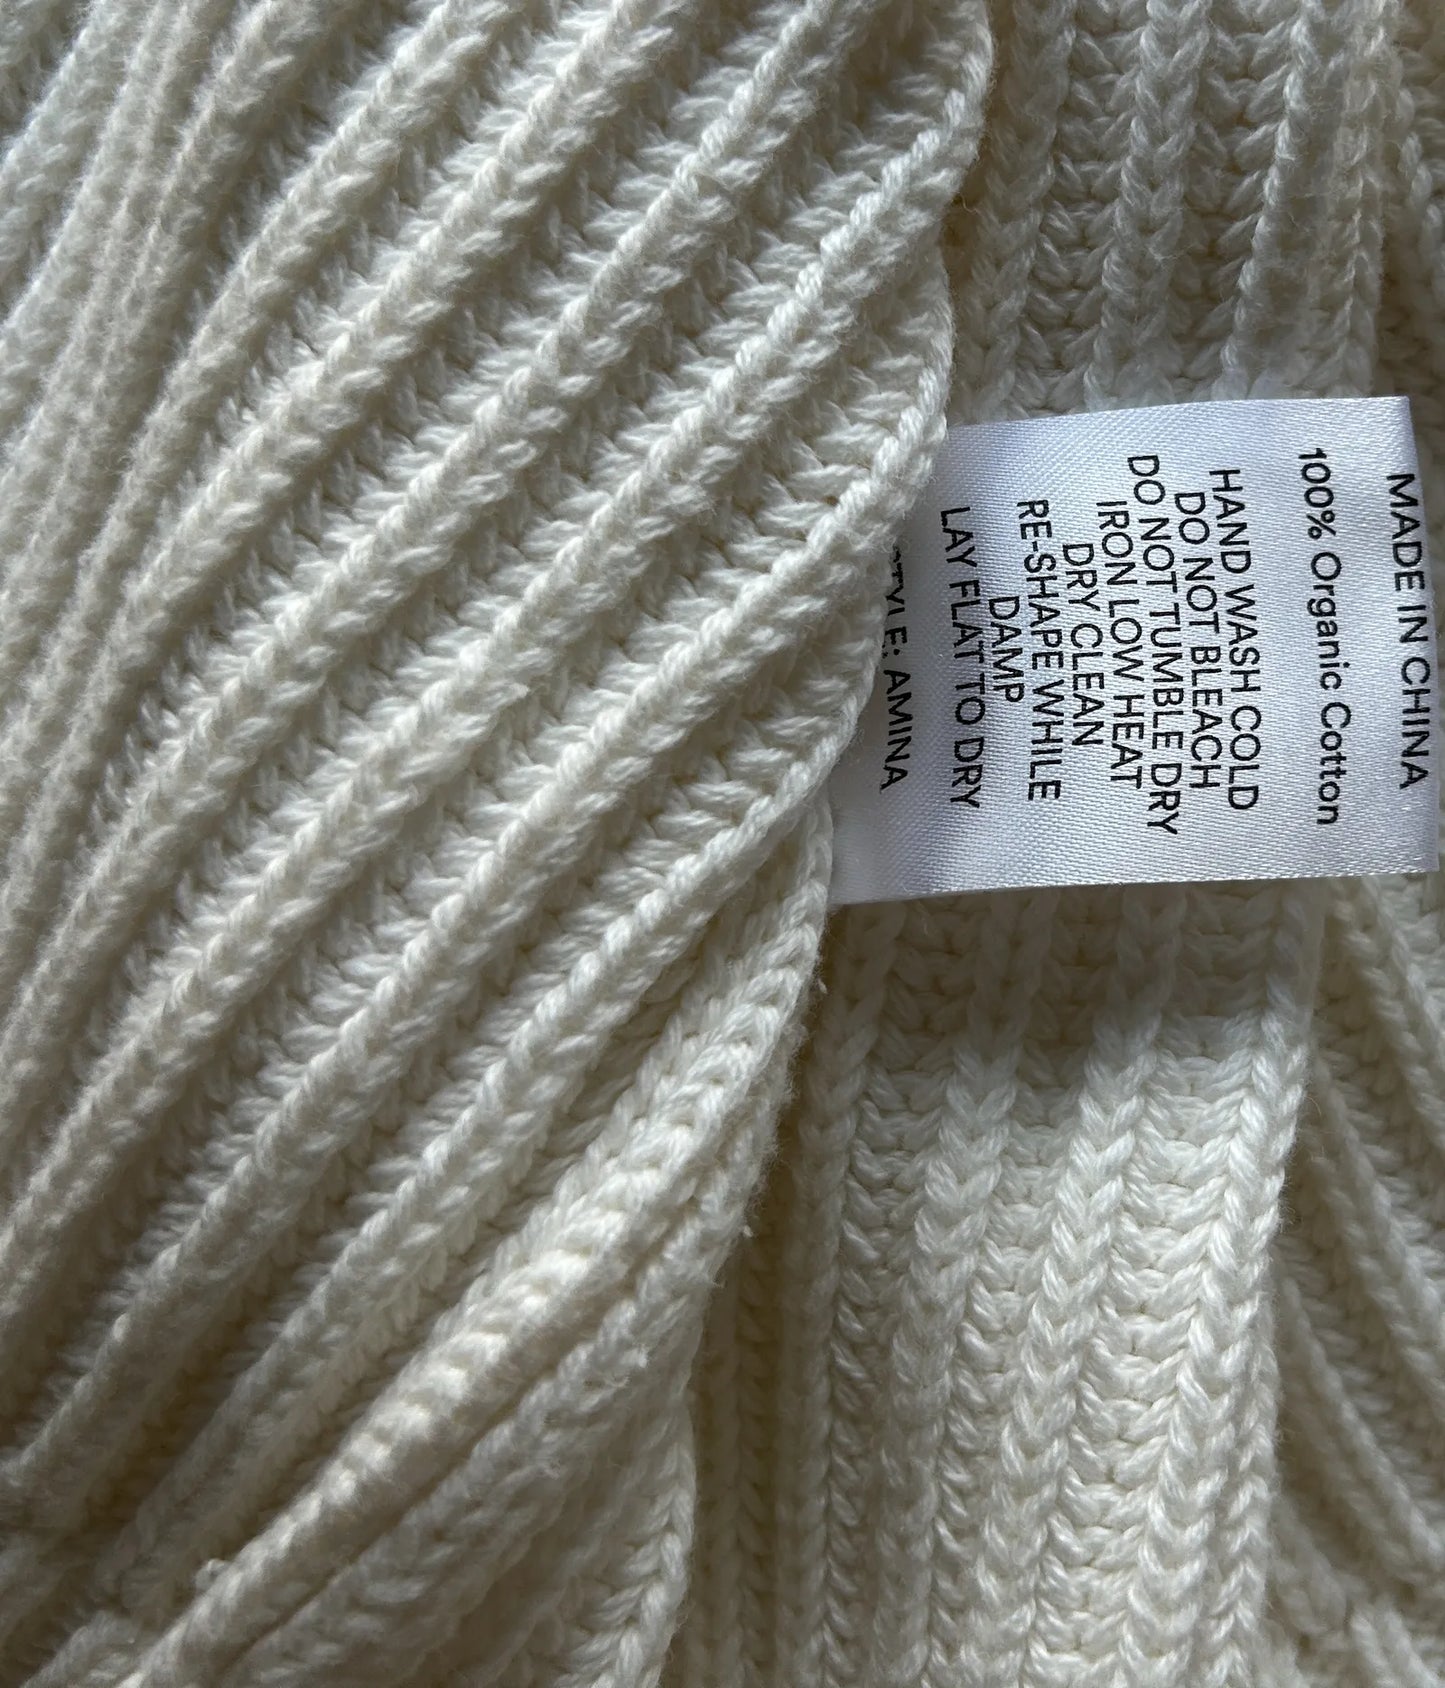 MADE IN CHINA
100% Organic Cotton
HAND WASH COLD
DO NOT BLEACH
DO NOT TUMBLE DRY
IRON LOW HEAT
DRY CLEAN
RE-SHAPE WHILE
DAMP
LAY FLAT TO DRY
STYLE: AMINA